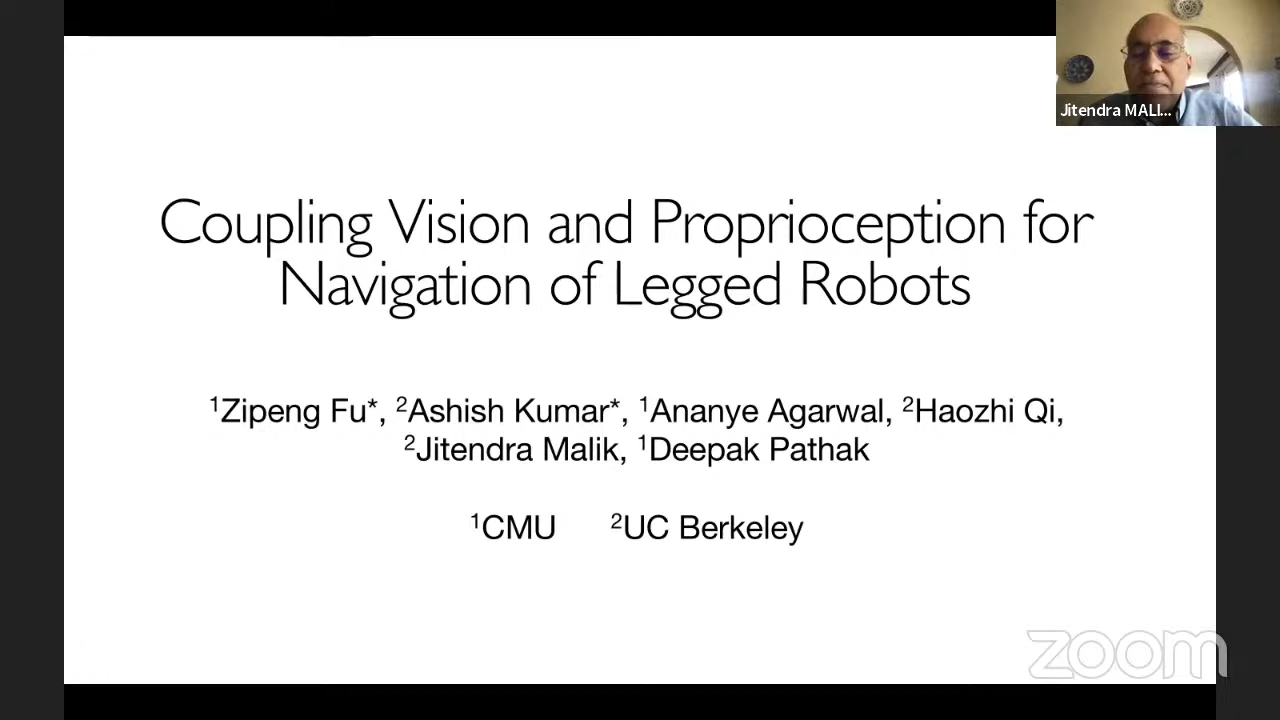 Jitendra MALI...
Coupling Vision and Proprioception for
Navigation of Legged Robots
¹Zipeng Fu*, ²Ashish Kumar*, ¹Ananye Agarwal, ²Haozhi Qi,
²Jitendra Malik, ¹Deepak Pathak
¹CMU ²UC Berkeley
zoom